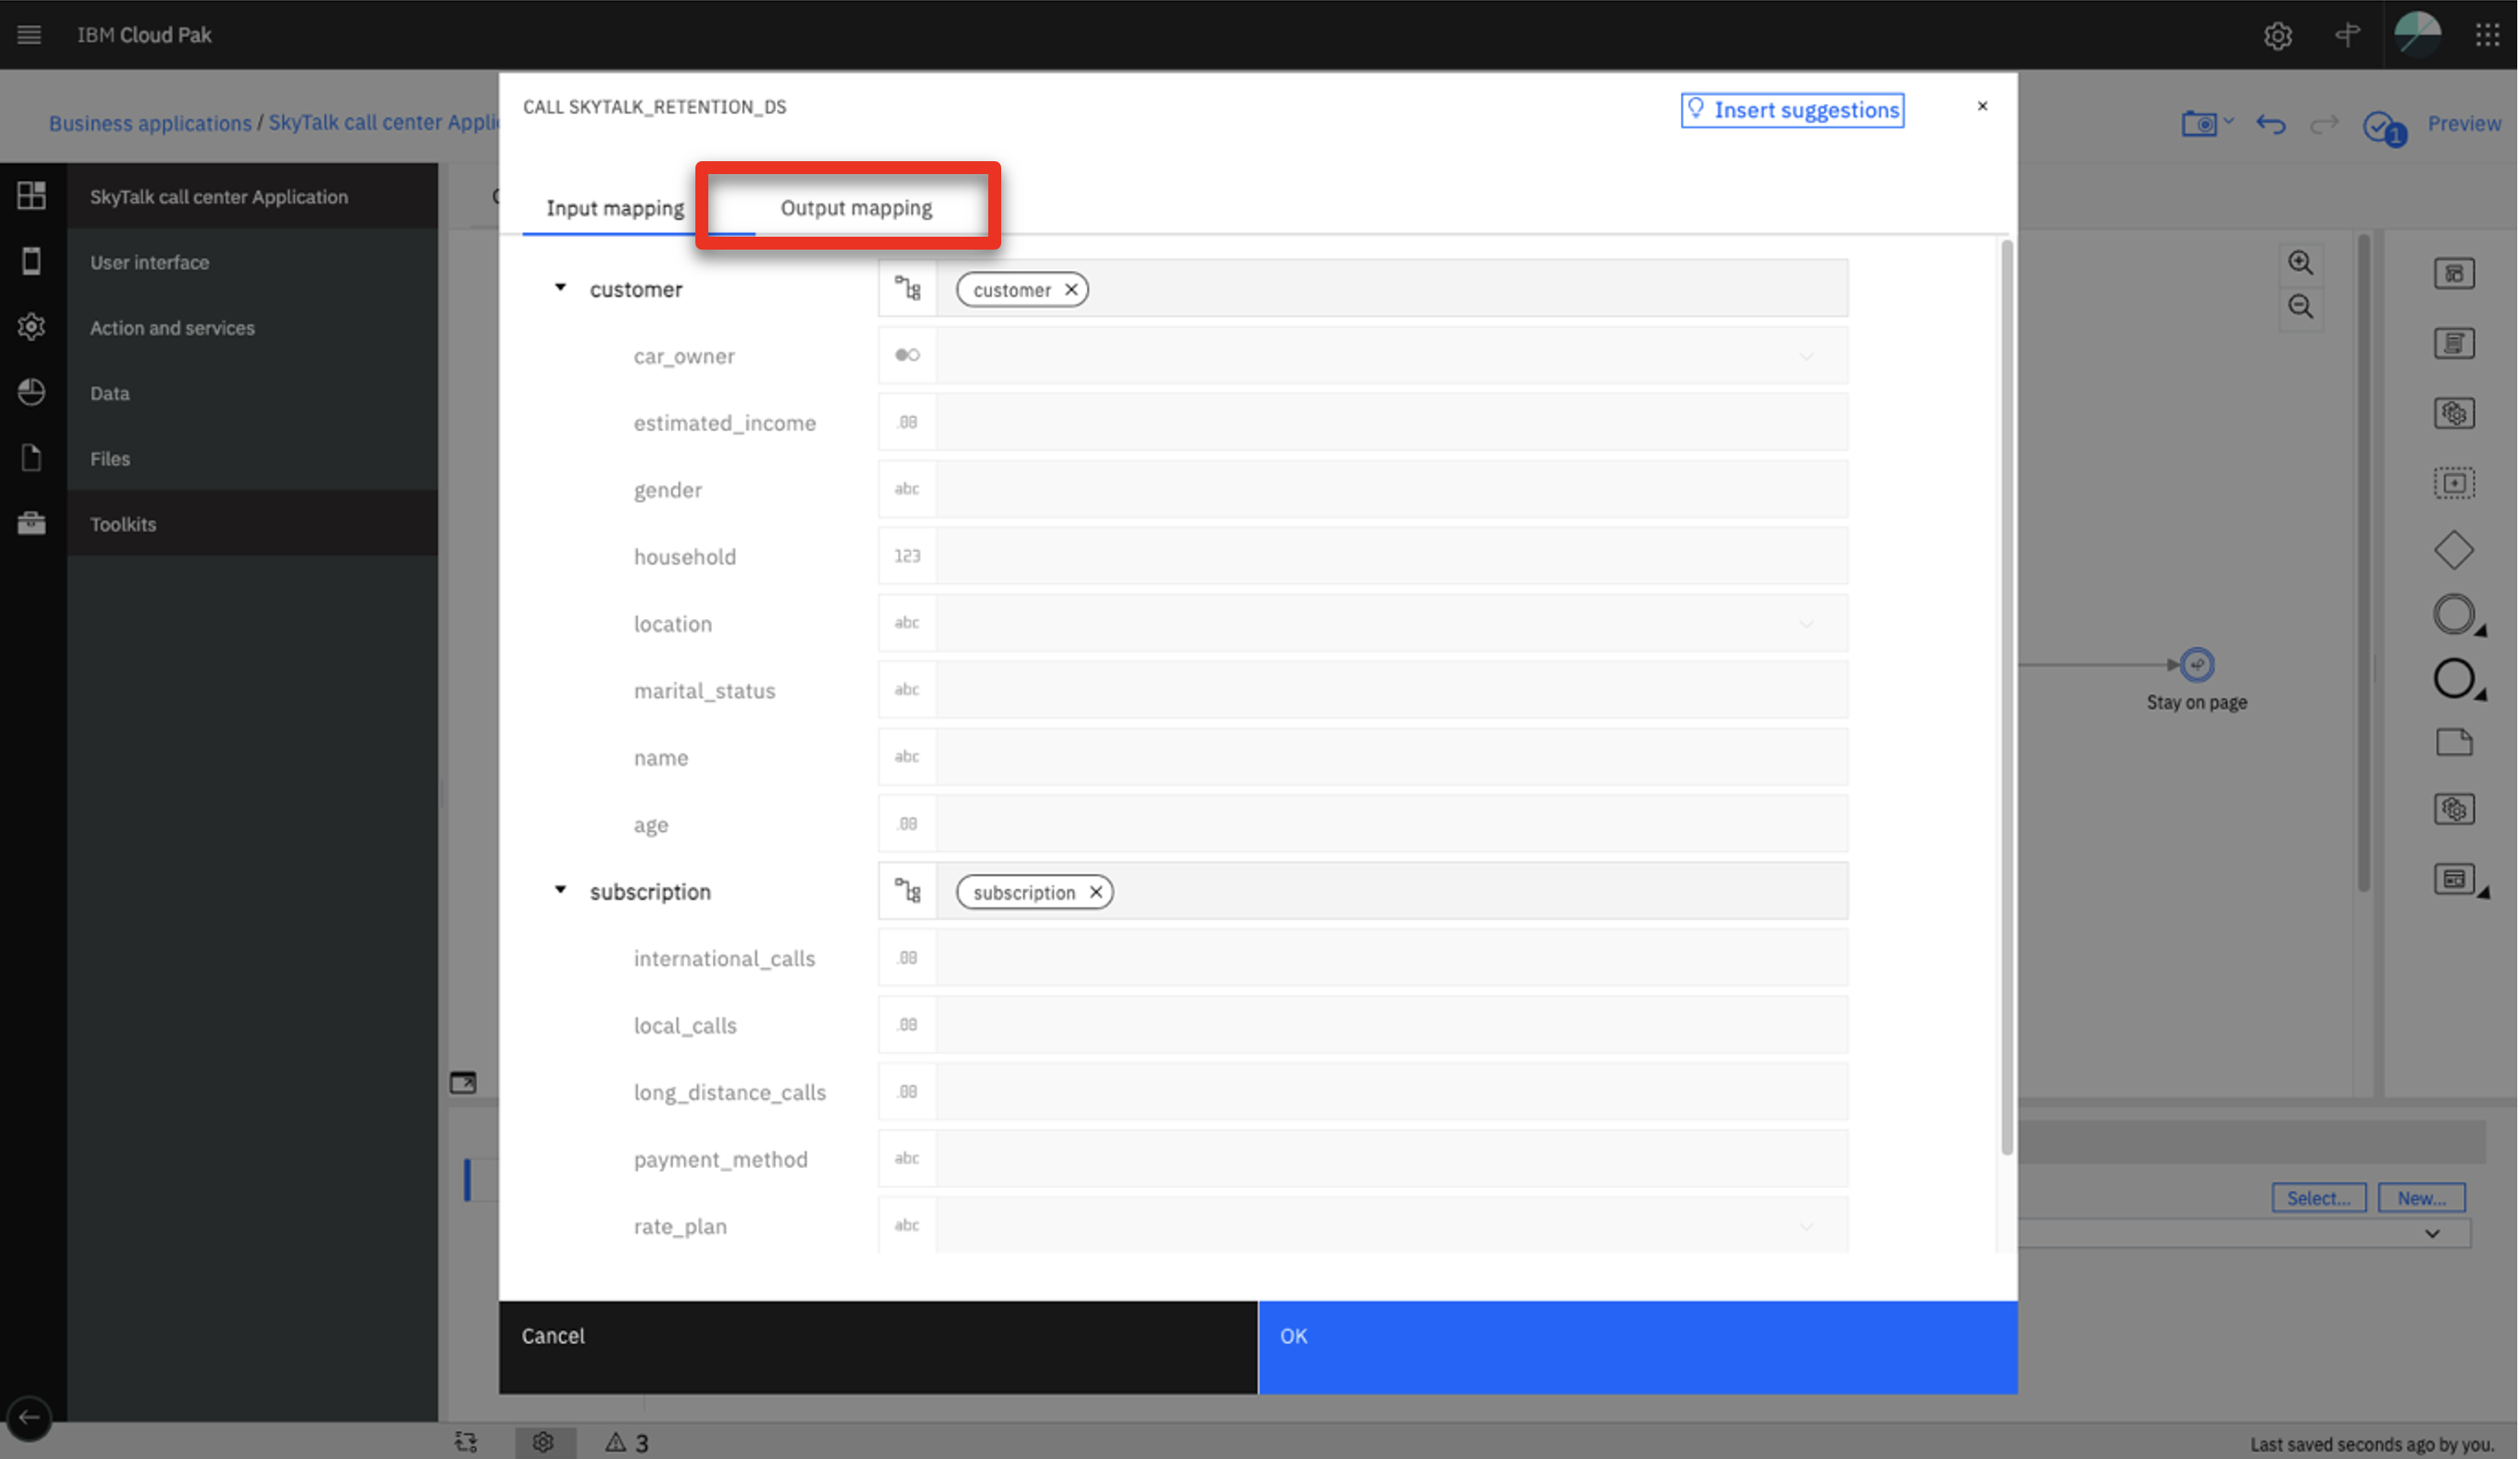 IBM Cloud Pak
Business applications / SkyTalk call center Appli
CALL SKYTALK_RETENTION_DS
Insert suggestions
×
1
Preview
SkyTalk call center Application
User interface
Action and services
Data
Files
Toolkits
Input mapping
Output mapping
customer
customer
car_owner
estimated_income
.00
gender
abc
household
123
location
abc
marital_status
abc
name
abc
age
.00
subscription
subscription
international_calls
.00
local_calls
.00
long_distance_calls
.00
payment_method
abc
rate_plan
abc
Stay on page
Select...
New...
Cancel
OK
3
Last saved seconds ago by you.